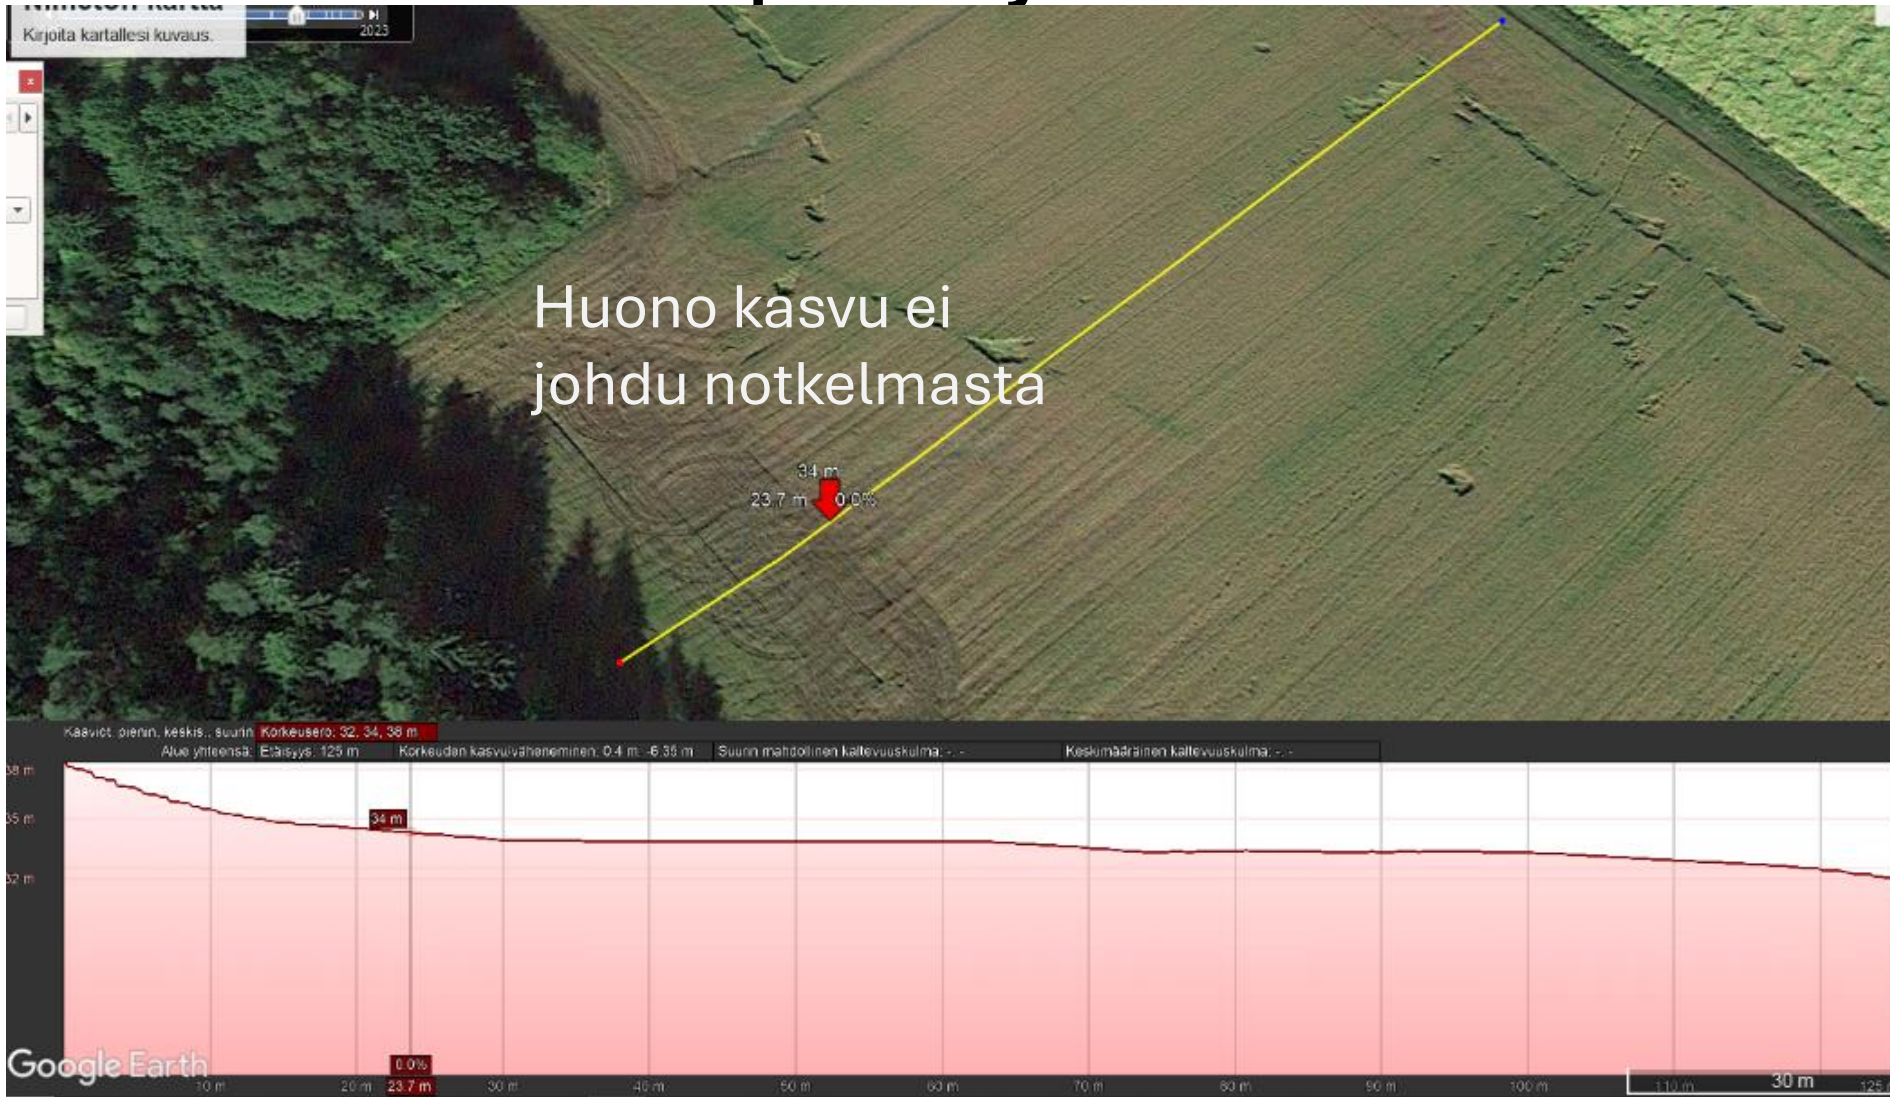 Kirjoita kartallesi kuvaus.
2023
Huono kasvu ei
johdu notkelmasta
34 m
23.7 m 0.0%
Kaaviot: pienin, keskis., suurin Korkeusero: 32, 34, 38 m
Alue yhteensä: Etäisyys: 125 m Korkeuden kasvu/väheneminen: 0.4 m, -6.35 m Suurin mahdollinen kaltevuuskulma: -, - Keskimääräinen kaltevuuskulma: -, -
38 m
35 m
34 m
32 m
Google Earth
0.0%
10 m 20 m 23.7 m 30 m 40 m 50 m 60 m 70 m 80 m 90 m 100 m 110 m 30 m 125